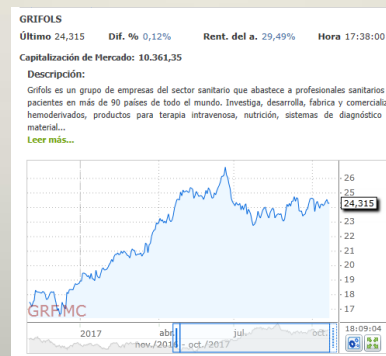 GRIFOLS
Último 24,315 Dif. % 0,12% Rent. del a. 29,49% Hora 17:38:00
Capitalización de Mercado: 10.361,35
Descripción:
Grifols es un grupo de empresas del sector sanitario que abastece a profesionales sanitarios
pacientes en más de 90 países de todo el mundo. Investiga, desarrolla, fabrica y comercializ
hemoderivados, productos para terapia intravenosa, nutrición, sistemas de diagnóstico
material...
Leer más...
26
25
24,315
23
22
21
20
19
18
17
GRF.MC
2017 abr. jul. oct.
nov./2016 - oct./2017
18:09:04